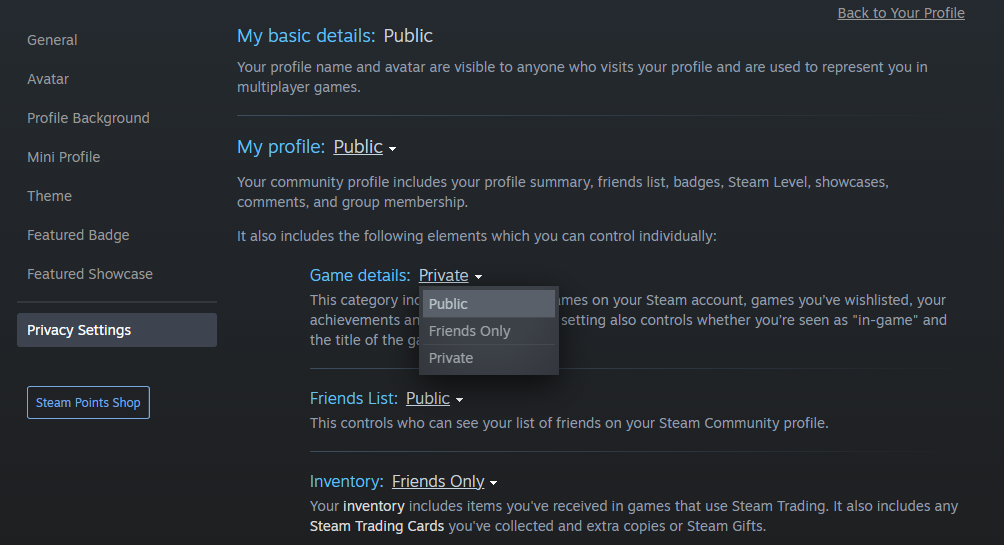 Back to Your Profile
General
Avatar
Profile Background
Mini Profile
Theme
Featured Badge
Featured Showcase
Privacy Settings
Steam Points Shop
My basic details: Public
Your profile name and avatar are visible to anyone who visits your profile and are used to represent you in
multiplayer games.
My profile: Public
Your community profile includes your profile summary, friends list, badges, Steam Level, showcases,
comments, and group membership.
It also includes the following elements which you can control individually:
Game details: Private
Public
Friends Only
Private
This category on your Steam account, games you've wishlisted, your
achievements setting also controls whether you're seen as "in-game" and
the title of the
Friends List: Public
This controls who can see your list of friends on your Steam Community profile.
Inventory: Friends Only
Your inventory includes items you've received in games that use Steam Trading. It also includes any
Steam Trading Cards you've collected and extra copies or Steam Gifts.